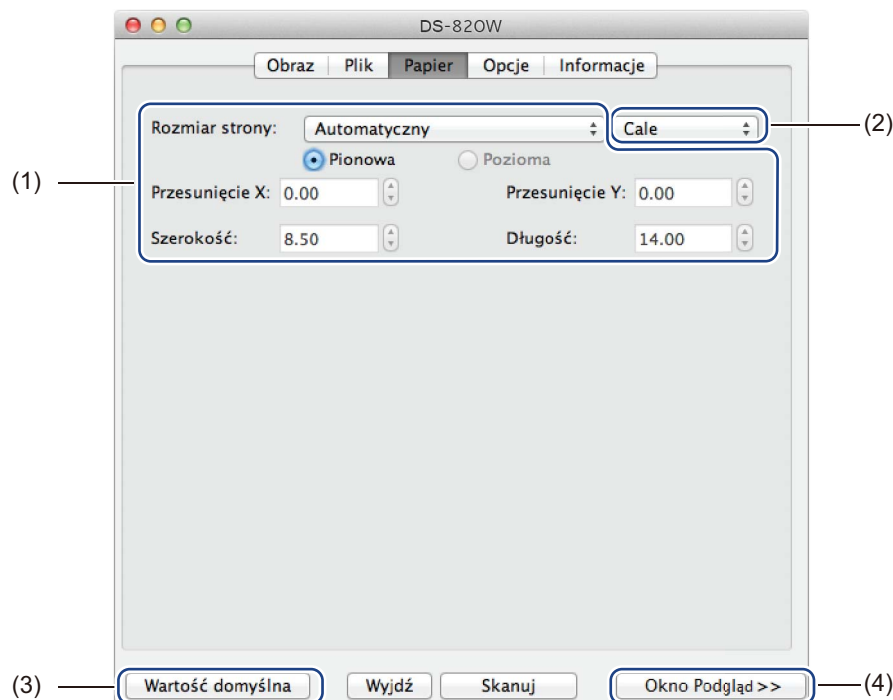 DS-820W
Obraz Plik Papier Opcje Informacje
Rozmiar strony: Automatyczny Cale (2)
Pionowa Pozioma
(1) Przesunięcie X: 0.00 Przesunięcie Y: 0.00
Szerokość: 8.50 Długość: 14.00
(3) Wartość domyślna Wyjdź Skanuj Okno Podgląd >> (4)